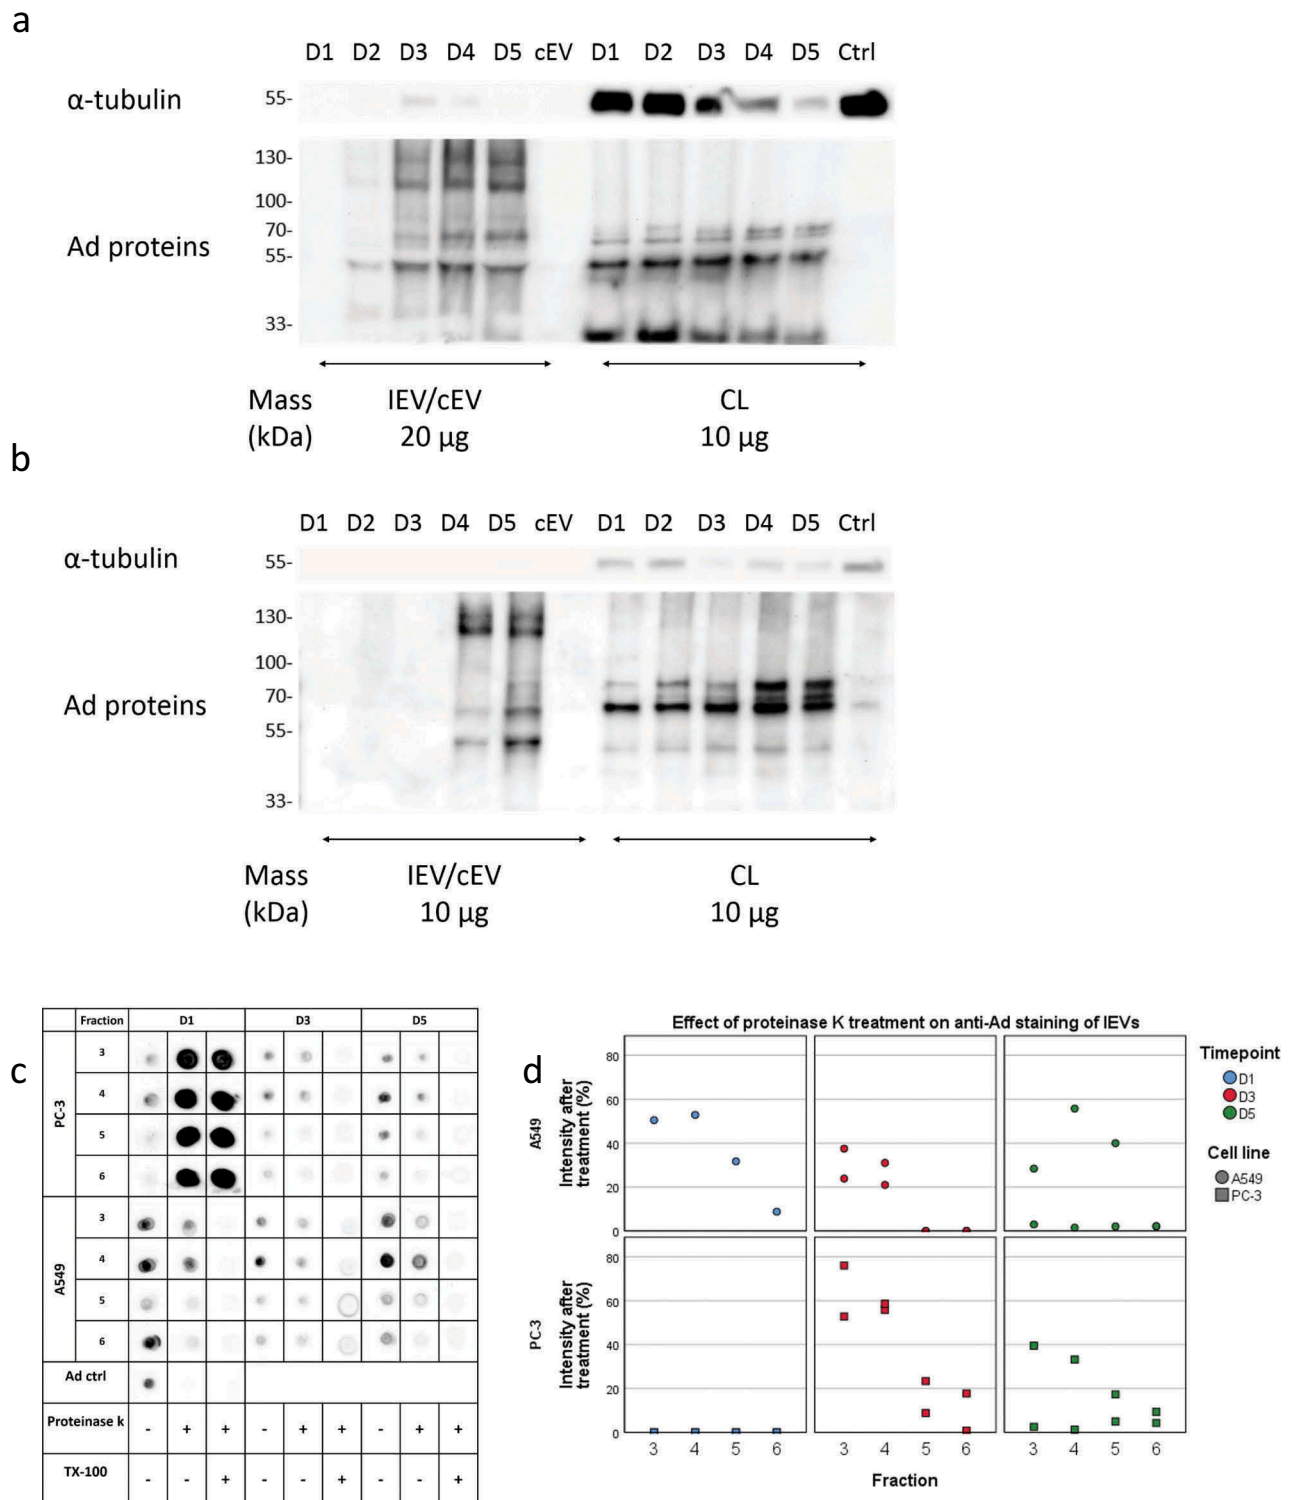 a
D1 D2 D3 D4 D5 cEV D1 D2 D3 D4 D5 Ctrl
α-tubulin 55-
130-
100-
70-
Ad proteins 55-
33-
Mass (kDa) IEV/cEV 20 µg CL 10 µg
b
D1 D2 D3 D4 D5 cEV D1 D2 D3 D4 D5 Ctrl
α-tubulin 55-
130-
100-
70-
Ad proteins 55-
33-
Mass (kDa) IEV/cEV 10 µg CL 10 µg
c
Fraction D1 D3 D5
PC-3
3
4
5
6
A549
3
4
5
6
Ad ctrl
Proteinase k - + + - + + - + +
TX-100 - - + - - + - - +
d
Effect of proteinase K treatment on anti-Ad staining of IEVs
A549
Intensity after
treatment (%)
80
60
40
20
0
PC-3
Intensity after
treatment (%)
80
60
40
20
0
3 4 5 6 3 4 5 6 3 4 5 6
Fraction
Timepoint
D1
D3
D5
Cell line
A549
PC-3